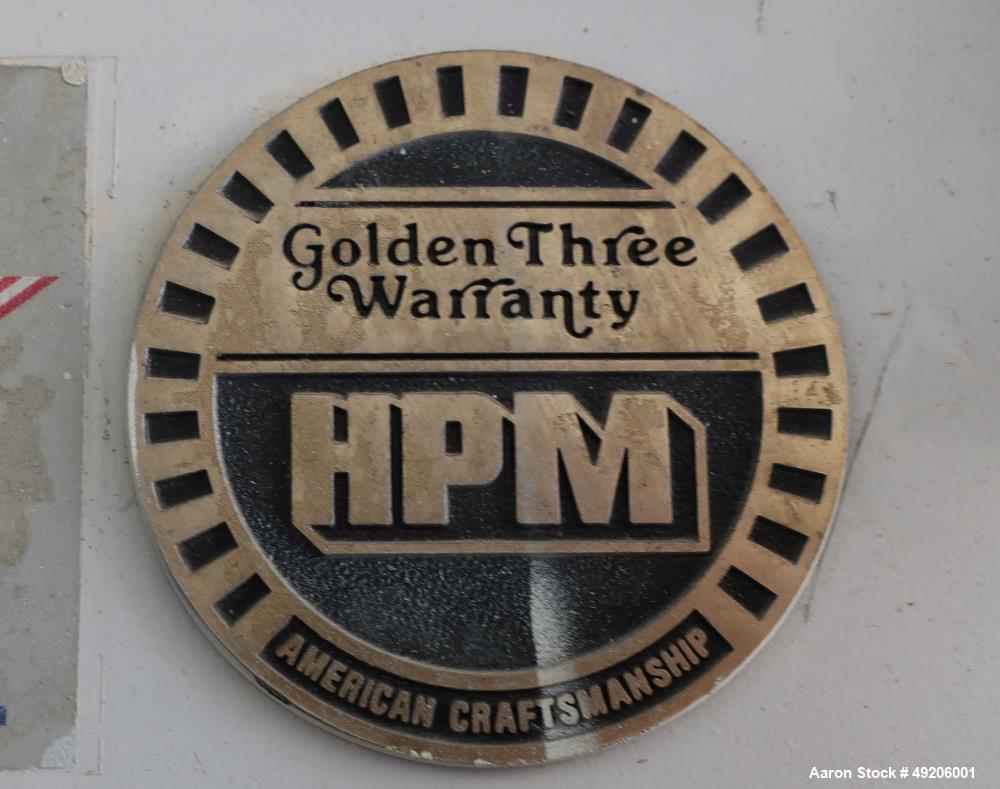 Golden Three
Warranty
HPM
AMERICAN CRAFTSMANSHIP
Aaron Stock # 49206001